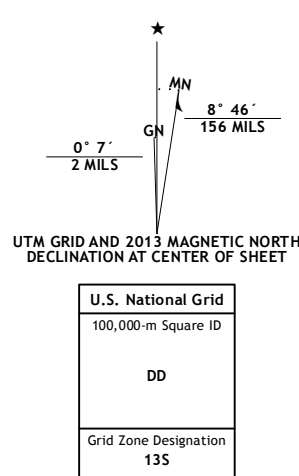 MN
GN
8° 46´
156 MILS
0° 7´
2 MILS
UTM GRID AND 2013 MAGNETIC NORTH
DECLINATION AT CENTER OF SHEET
U.S. National Grid
100,000-m Square ID
DD
Grid Zone Designation
13S